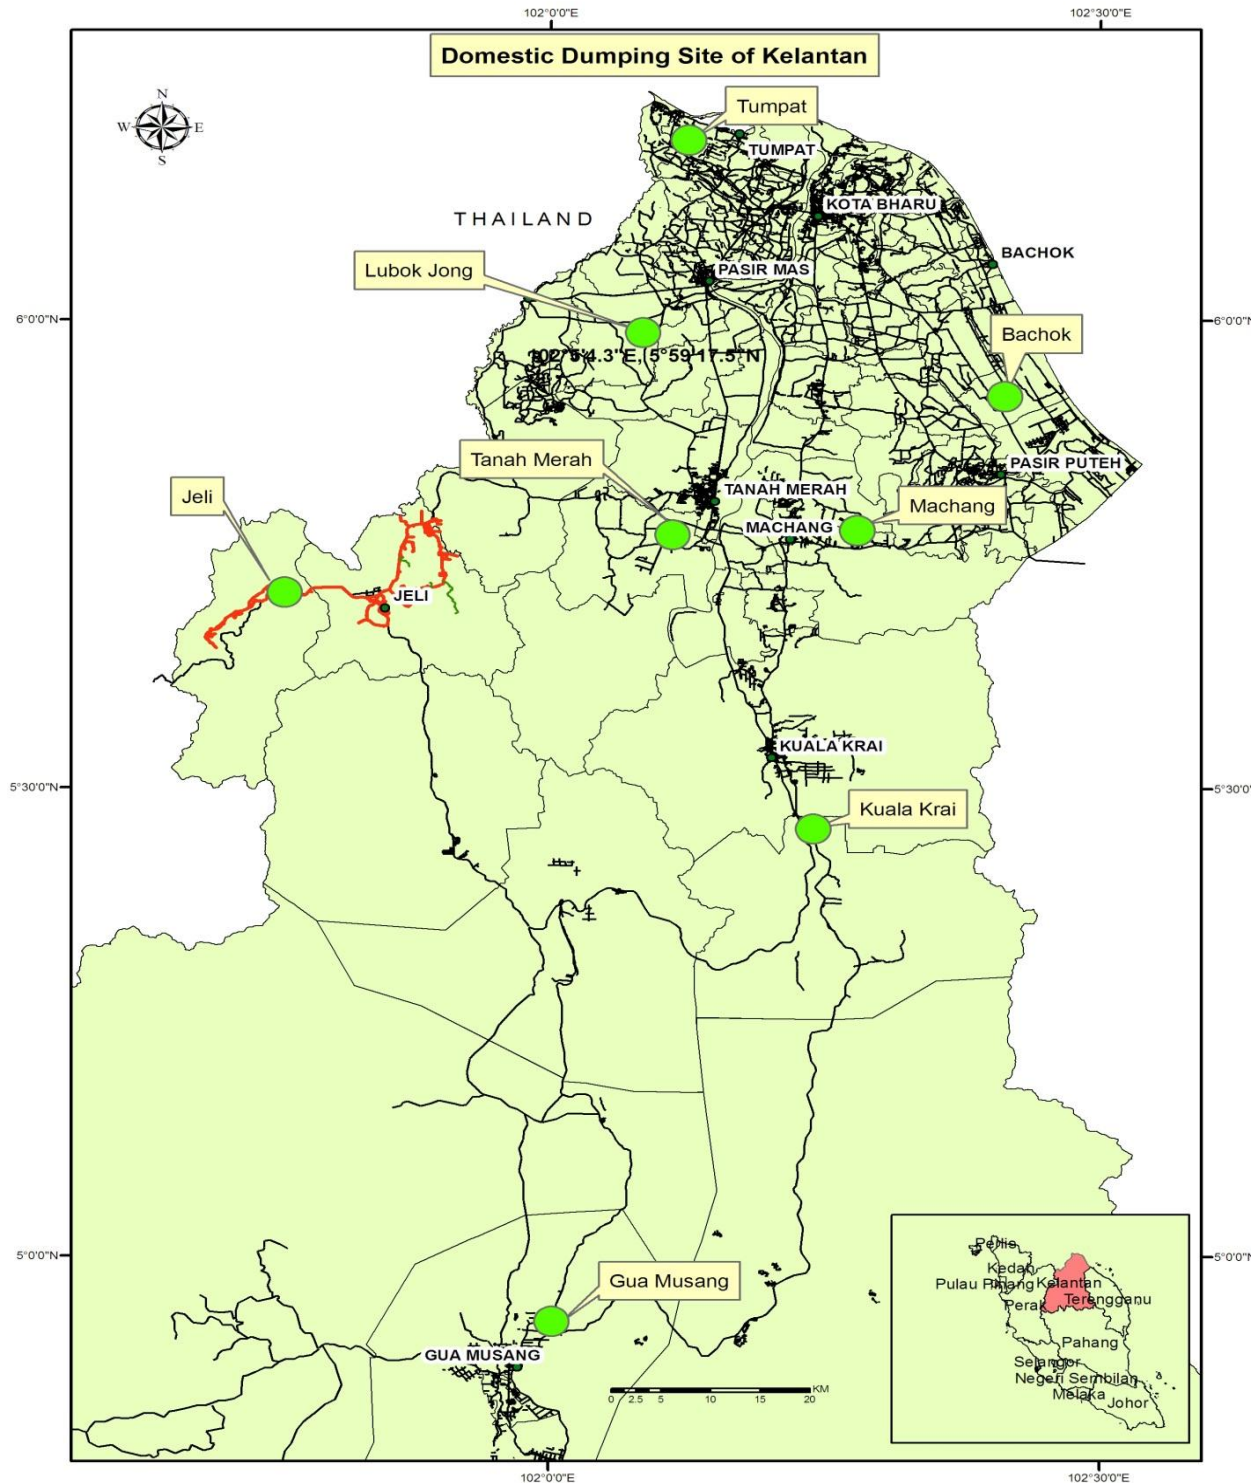 102°0'0"E
102°30'0"E
Domestic Dumping Site of Kelantan
N
W
E
S
Tumpat
TUMPAT
KOTA BHARU
THAILAND
BACHOK
Lubok Jong
PASIR MAS
6°0'0"N
6°0'0"N
Bachok
102°5'4.3"E, 5°59'17.5"N
Tanah Merah
PASIR PUTEH
Jeli
TANAH MERAH
Machang
MACHANG
JELI
KUALA KRAI
5°30'0"N
5°30'0"N
Kuala Krai
5°0'0"N
5°0'0"N
Perlis
Kedah
Pulau Pinang
Kelantan
Perak
Terengganu
Pahang
Selangor
Negeri Sembilan
Melaka
Johor
Gua Musang
GUA MUSANG
KM
0 2.5 5 10 15 20
102°0'0"E
102°30'0"E